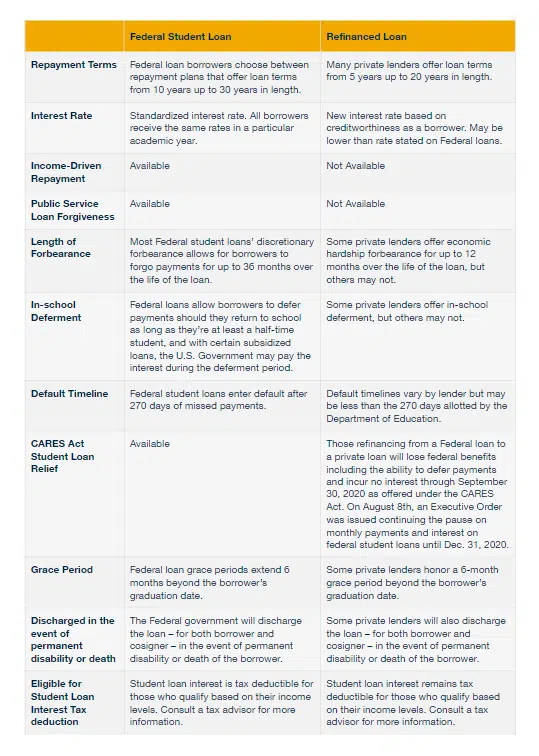 Federal Student Loan
Refinanced Loan
Repayment Terms
Federal loan borrowers choose between
repayment plans that offer loan terms
from 10 years up to 30 years in length.
Many private lenders offer loan terms
from 5 years up to 20 years in length.
Interest Rate
Standardized interest rate. All borrowers
receive the same rates in a particular
academic year.
New interest rate based on
creditworthiness as a borrower. May be
lower than rate stated on Federal loans.
Income-Driven
Repayment
Available
Not Available
Public Service
Loan Forgiveness
Available
Not Available
Length of
Forbearance
Most Federal student loans' discretionary
forbearance allows for borrowers to
forgo payments for up to 36 months over
the life of the loan.
Some private lenders offer economic
hardship forbearance for up to 12
months over the life of the loan, but
others may not.
In-school
Deferment
Federal loans allow borrowers to defer
payments should they return to school
as long as they're at least a half-time
student, and with certain subsidized
loans, the U.S. Government may pay the
interest during the deferment period.
Some private lenders offer in-school
deferment, but others may not.
Default Timeline
Federal student loans enter default after
270 days of missed payments.
Default timelines vary by lender but may
be less than the 270 days allotted by the
Department of Education.
CARES Act
Student Loan
Relief
Available
Those refinancing from a Federal loan to
a private loan will lose federal benefits
including the ability to defer payments
and incur no interest through September
30, 2020 as offered under the CARES
Act. On August 8th, an Executive Order
was issued continuing the pause on
monthly payments and interest on
federal student loans until Dec. 31, 2020.
Grace Period
Federal loan grace periods extend 6
months beyond the borrower's
graduation date.
Some private lenders honor a 6-month
grace period beyond the borrower's
graduation date.
Discharged in the
event of
permanent
disability or death
The Federal government will discharge
the loan – for both borrower and
cosigner – in the event of permanent
disability or death of the borrower.
Some private lenders will also discharge
the loan – for both borrower and
cosigner – in the event of permanent
disability or death of the borrower.
Eligible for
Student Loan
Interest Tax
deduction
Student loan interest is tax deductible for
those who qualify based on their income
levels. Consult a tax advisor for more
information.
Student loan interest remains tax
deductible for those who qualify based
on their income levels. Consult a tax
advisor for more information.